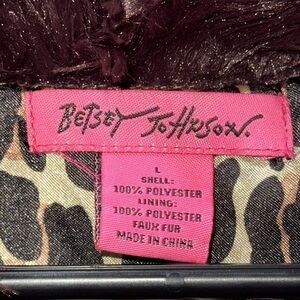 BETSEY JOHNSON.
L
SHELL:
100% POLYESTER
LINING:
100% POLYESTER
FAUX FUR
MADE IN CHINA